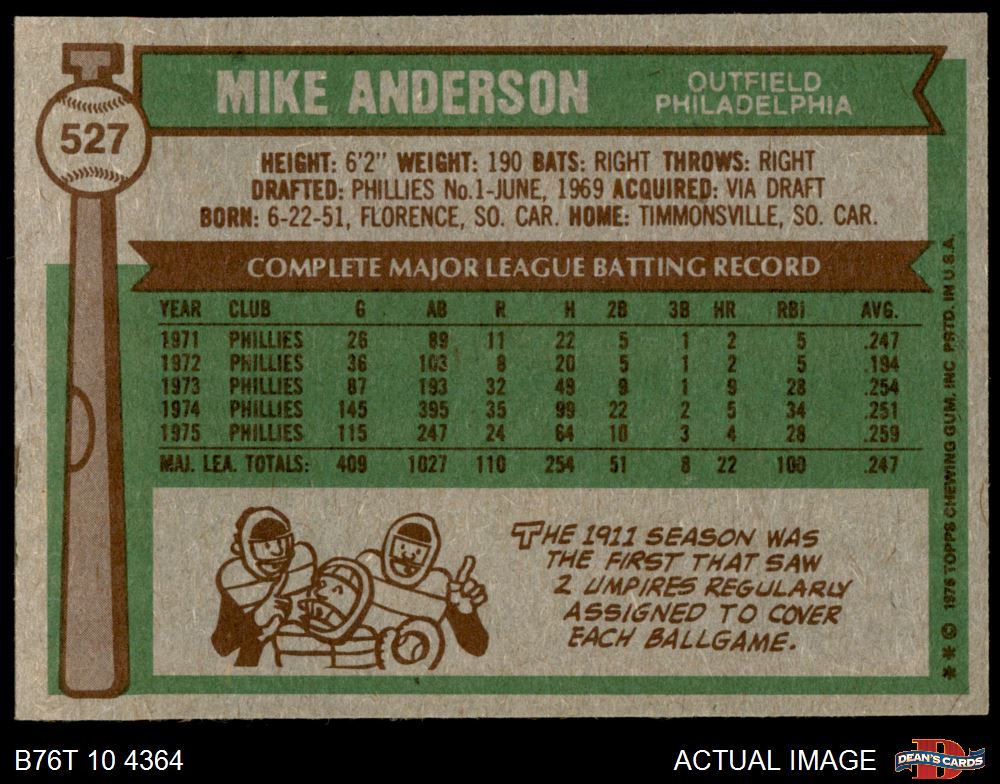 527
MIKE ANDERSON
OUTFIELD
PHILADELPHIA
HEIGHT: 6'2" WEIGHT: 190 BATS: RIGHT THROWS: RIGHT
DRAFTED: PHILLIES No.1-JUNE, 1969 ACQUIRED: VIA DRAFT
BORN: 6-22-51, FLORENCE, SO. CAR. HOME: TIMMONSVILLE, SO. CAR.
COMPLETE MAJOR LEAGUE BATTING RECORD
YEAR CLUB G AB R H 2B 3B HR RBI AVG.
1971 PHILLIES 26 89 11 22 5 1 2 5 .247
1972 PHILLIES 36 103 8 20 5 1 2 5 .194
1973 PHILLIES 87 193 32 49 9 1 9 28 .254
1974 PHILLIES 145 395 35 99 22 2 5 34 .251
1975 PHILLIES 115 247 24 64 10 3 4 28 .259
MAJ. LEA. TOTALS: 409 1027 110 254 51 8 22 100 .247
THE 1911 SEASON WAS
THE FIRST THAT SAW
2 UMPIRES REGULARLY
ASSIGNED TO COVER
EACH BALLGAME.
* * © 1976 TOPPS CHEWING GUM, INC PRTD. IN U.S.A.
B76T 10 4364
ACTUAL IMAGE
DEAN'S CARDS